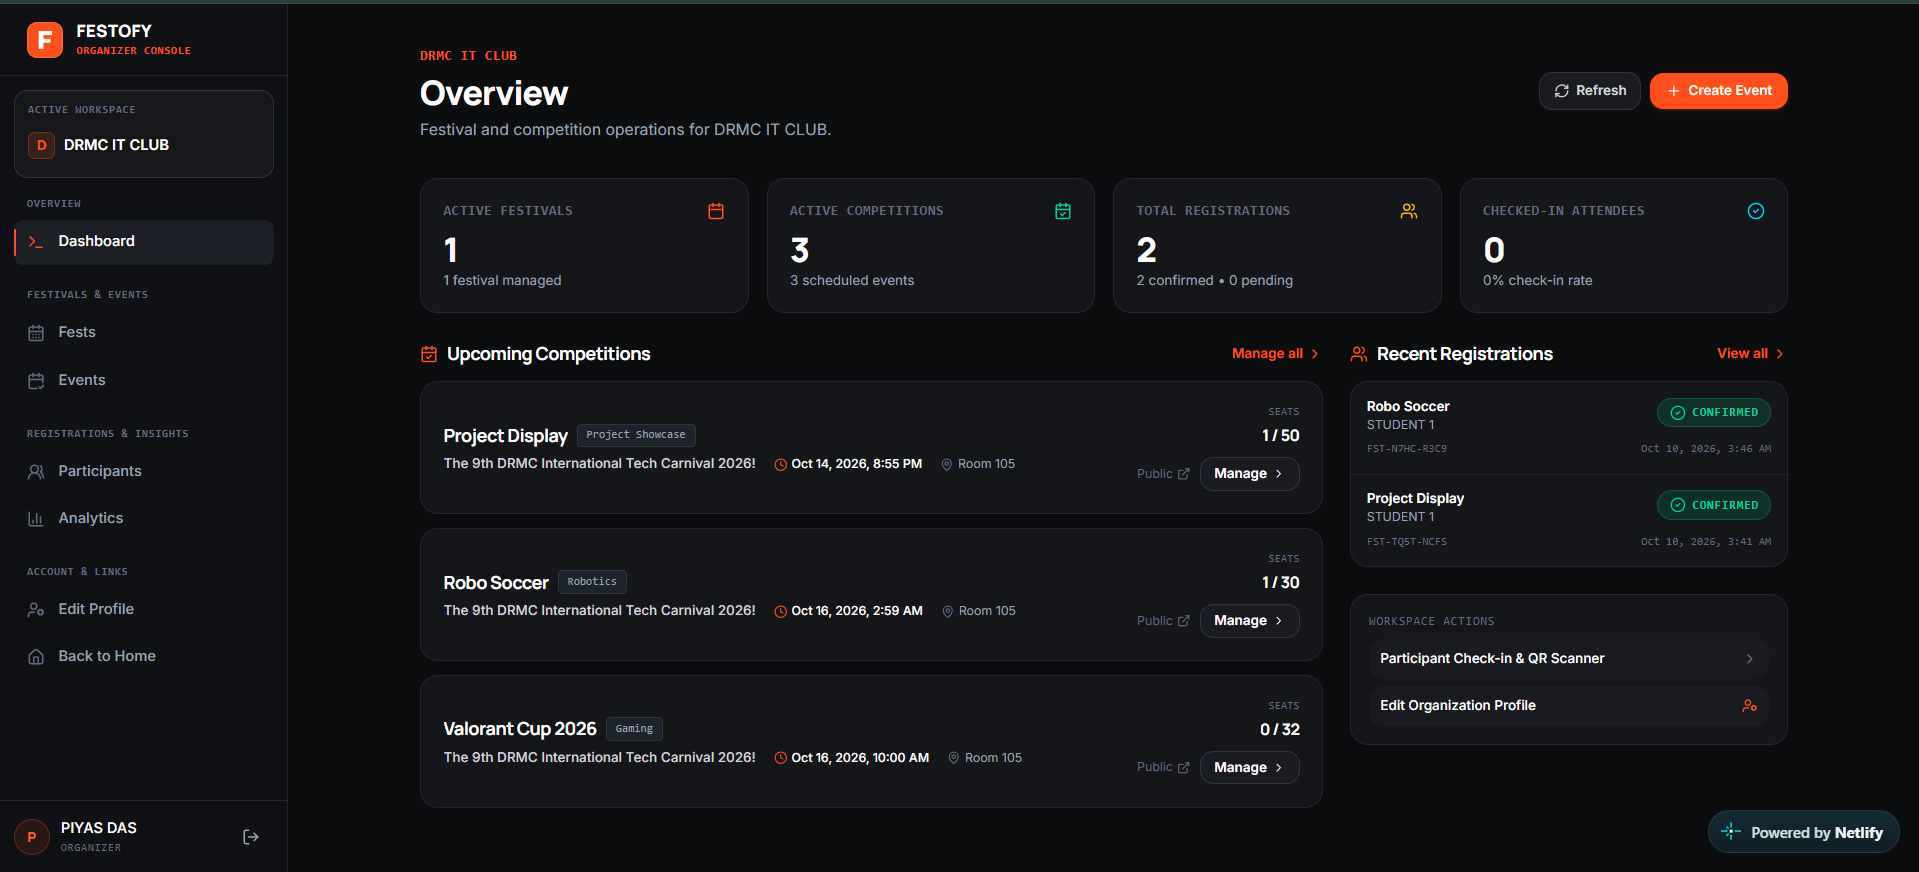 F
FESTOFY
ORGANIZER CONSOLE
ACTIVE WORKSPACE
D
DRMC IT CLUB
OVERVIEW
Dashboard
FESTIVALS & EVENTS
Fests
Events
REGISTRATIONS & INSIGHTS
Participants
Analytics
ACCOUNT & LINKS
Edit Profile
Back to Home
P
PIYAS DAS
ORGANIZER
DRMC IT CLUB
Overview
Festival and competition operations for DRMC IT CLUB.
Refresh
+ Create Event
ACTIVE FESTIVALS
1
1 festival managed
ACTIVE COMPETITIONS
3
3 scheduled events
TOTAL REGISTRATIONS
2
2 confirmed • 0 pending
CHECKED-IN ATTENDEES
0
0% check-in rate
Upcoming Competitions
Manage all
Project Display Project Showcase
The 9th DRMC International Tech Carnival 2026! Oct 14, 2026, 8:55 PM Room 105
SEATS
1 / 50
Public Manage
Robo Soccer Robotics
The 9th DRMC International Tech Carnival 2026! Oct 16, 2026, 2:59 AM Room 105
SEATS
1 / 30
Public Manage
Valorant Cup 2026 Gaming
The 9th DRMC International Tech Carnival 2026! Oct 16, 2026, 10:00 AM Room 105
SEATS
0 / 32
Public Manage
Recent Registrations
View all
Robo Soccer
STUDENT 1
CONFIRMED
FST-N7HC-R3C9 Oct 10, 2026, 3:46 AM
Project Display
STUDENT 1
CONFIRMED
FST-TQ5T-NCFS Oct 10, 2026, 3:41 AM
WORKSPACE ACTIONS
Participant Check-in & QR Scanner
Edit Organization Profile
Powered by Netlify